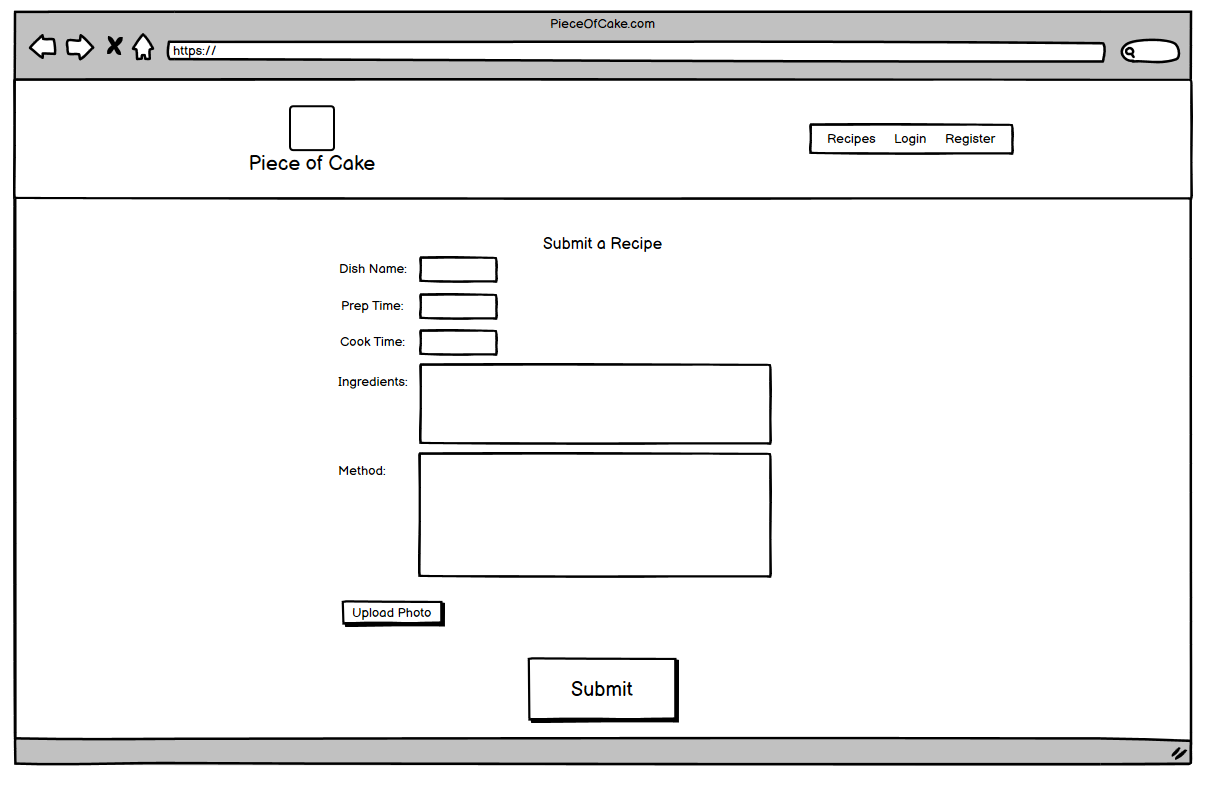 PieceOfCake.com
https://
Piece of Cake
Recipes Login Register
Submit a Recipe
Dish Name:
Prep Time:
Cook Time:
Ingredients:
Method:
Upload Photo
Submit